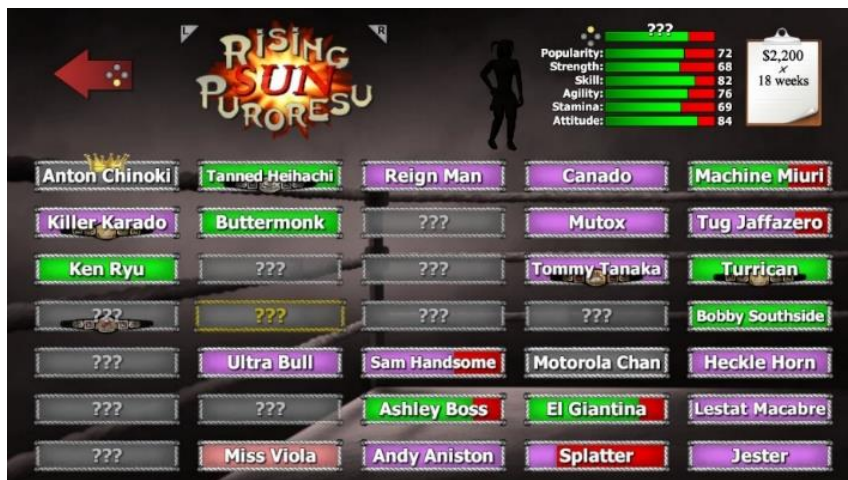 L
RISING
SUN
PURORESU
R
???
Popularity: 72
Strength: 68
Skill: 82
Agility: 76
Stamina: 69
Attitude: 84
$2,200
x
18 weeks
Anton Chinoki Tanned Heihachi Reign Man Canado Machine Miuri
Killer Karado Buttermonk ??? Mutox Tug Jaffazero
Ken Ryu ??? ??? Tommy Tanaka Turrican
??? ??? ??? ??? Bobby Southside
??? Ultra Bull Sam Handsome Motorola Chan Heckle Horn
??? ??? Ashley Boss El Giantina Lestat Macabre
??? Miss Viola Andy Aniston Splatter Jester